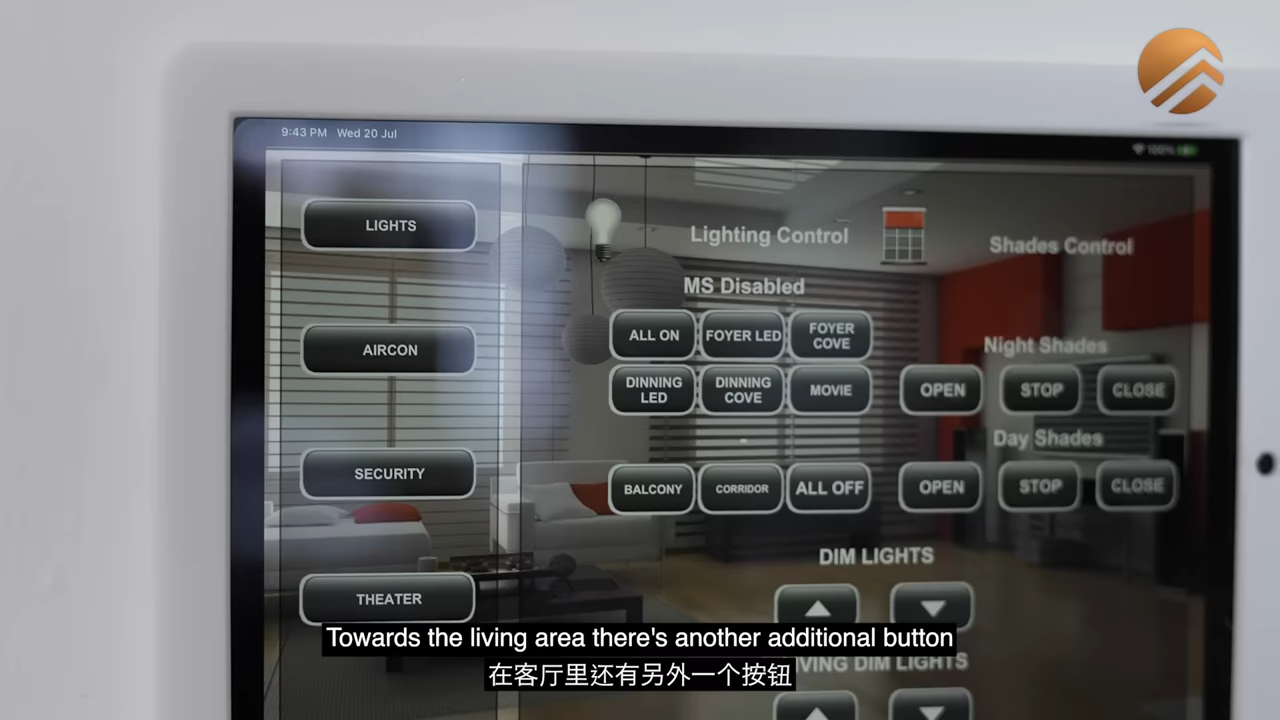 9:43 PM Wed 20 Jul
100%
LIGHTS
AIRCON
SECURITY
THEATER
Lighting Control
MS Disabled
ALL ON
FOYER LED
FOYER
COVE
DINNING
LED
DINNING
COVE
MOVIE
BALCONY
CORRIDOR
ALL OFF
Shades Control
Night Shades
OPEN
STOP
CLOSE
Day Shades
OPEN
STOP
CLOSE
DIM LIGHTS
VING DIM LIGHTS
Towards the living area there's another additional button
在客厅里还有另外一个按钮